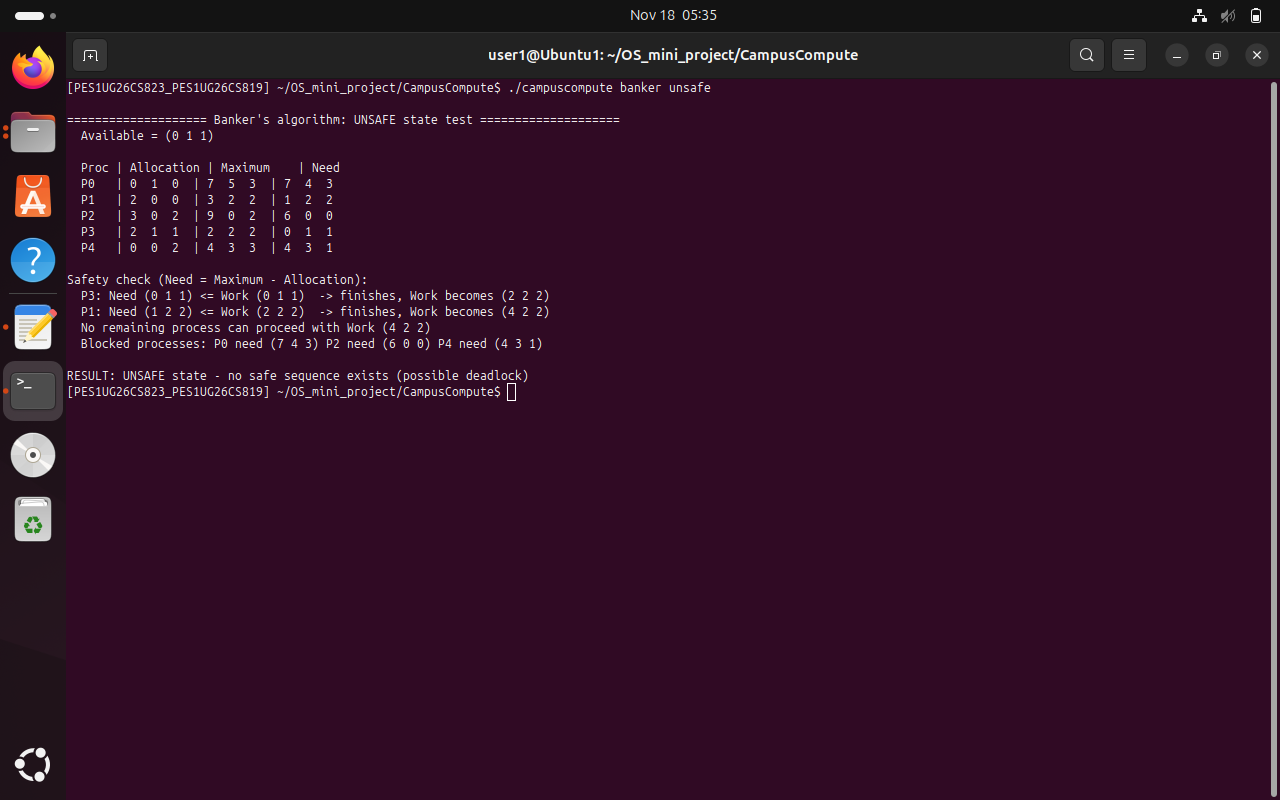 Nov 18 05:35
user1@Ubuntu1: ~/OS_mini_project/CampusCompute
[PES1UG26CS823_PES1UG26CS819] ~/OS_mini_project/CampusCompute$ ./campuscompute banker unsafe
==================== Banker's algorithm: UNSAFE state test ====================
Available = (0 1 1)
Proc | Allocation | Maximum    | Need
P0   | 0  1  0  | 7  5  3  | 7  4  3
P1   | 2  0  0  | 3  2  2  | 1  2  2
P2   | 3  0  2  | 9  0  2  | 6  0  0
P3   | 2  1  1  | 2  2  2  | 0  1  1
P4   | 0  0  2  | 4  3  3  | 4  3  1
Safety check (Need = Maximum - Allocation):
P3: Need (0 1 1) <= Work (0 1 1)  -> finishes, Work becomes (2 2 2)
P1: Need (1 2 2) <= Work (2 2 2)  -> finishes, Work becomes (4 2 2)
No remaining process can proceed with Work (4 2 2)
Blocked processes: P0 need (7 4 3) P2 need (6 0 0) P4 need (4 3 1)
RESULT: UNSAFE state - no safe sequence exists (possible deadlock)
[PES1UG26CS823_PES1UG26CS819] ~/OS_mini_project/CampusCompute$